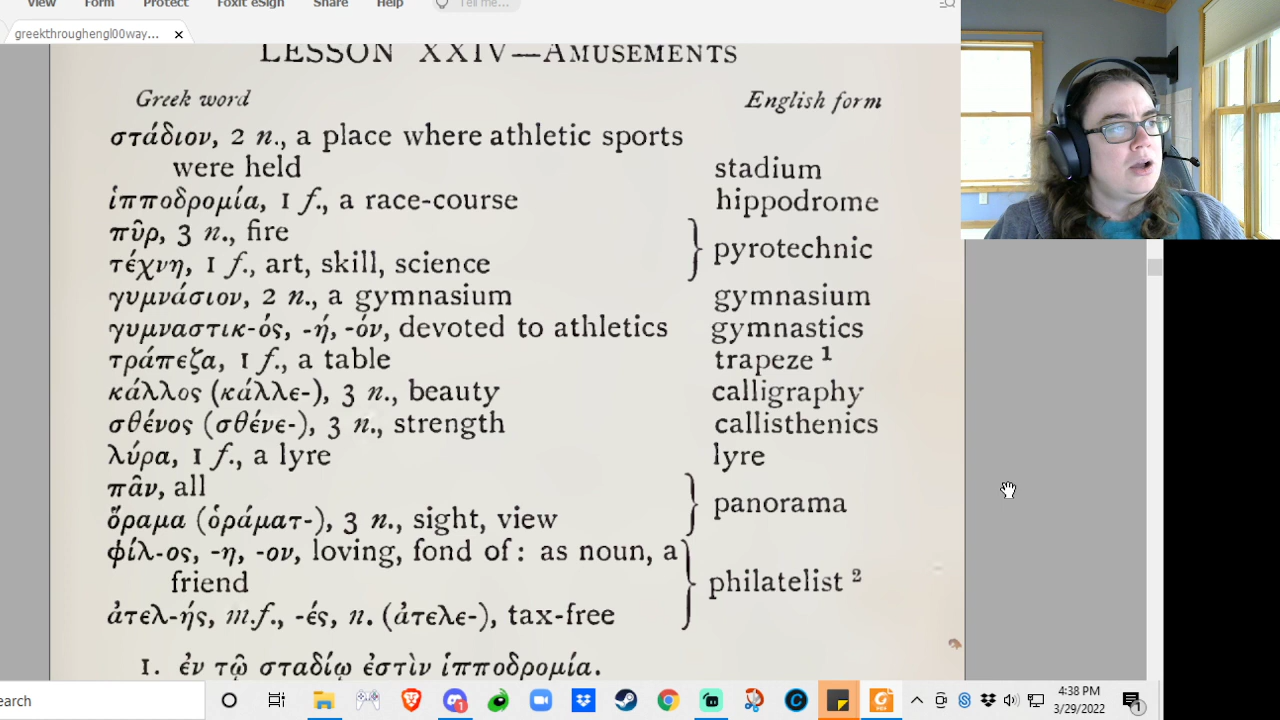 View Form Protect Foxit eSign Share Help Tell me...
greekthroughengl00way... ×
LESSON XXIV—AMUSEMENTS
Greek word English form
στάδιον, 2 n., a place where athletic sports
were held stadium
ἱπποδρομία, 1 f., a race-course hippodrome
πῦρ, 3 n., fire
τέχνη, 1 f., art, skill, science } pyrotechnic
γυμνάσιον, 2 n., a gymnasium gymnasium
γυμναστικ-ός, -ή, -όν, devoted to athletics gymnastics
τράπεζα, 1 f., a table trapeze 1
κάλλος (κάλλε-), 3 n., beauty calligraphy
σθένος (σθένε-), 3 n., strength callisthenics
λύρα, 1 f., a lyre lyre
πᾶν, all
ὅραμα (ὁράματ-), 3 n., sight, view } panorama
φίλ-ος, -η, -ον, loving, fond of: as noun, a
friend } philatelist 2
ἀτελ-ής, m.f., -ές, n. (ἀτελε-), tax-free
1. ἐν τῷ σταδίῳ ἐστὶν ἱπποδρομία.
earch
4:38 PM
3/29/2022